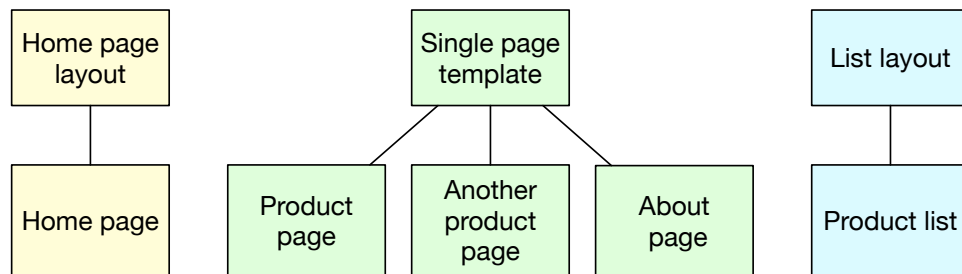 Home page
layout
Single page
template
List layout
Home page
Product
page
Another
product
page
About
page
Product list